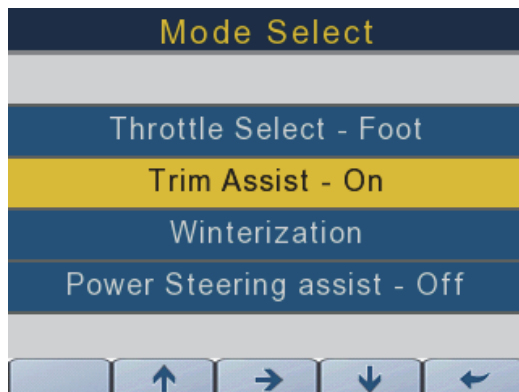 Mode Select
Throttle Select - Foot
Trim Assist - On
Winterization
Power Steering assist - Off